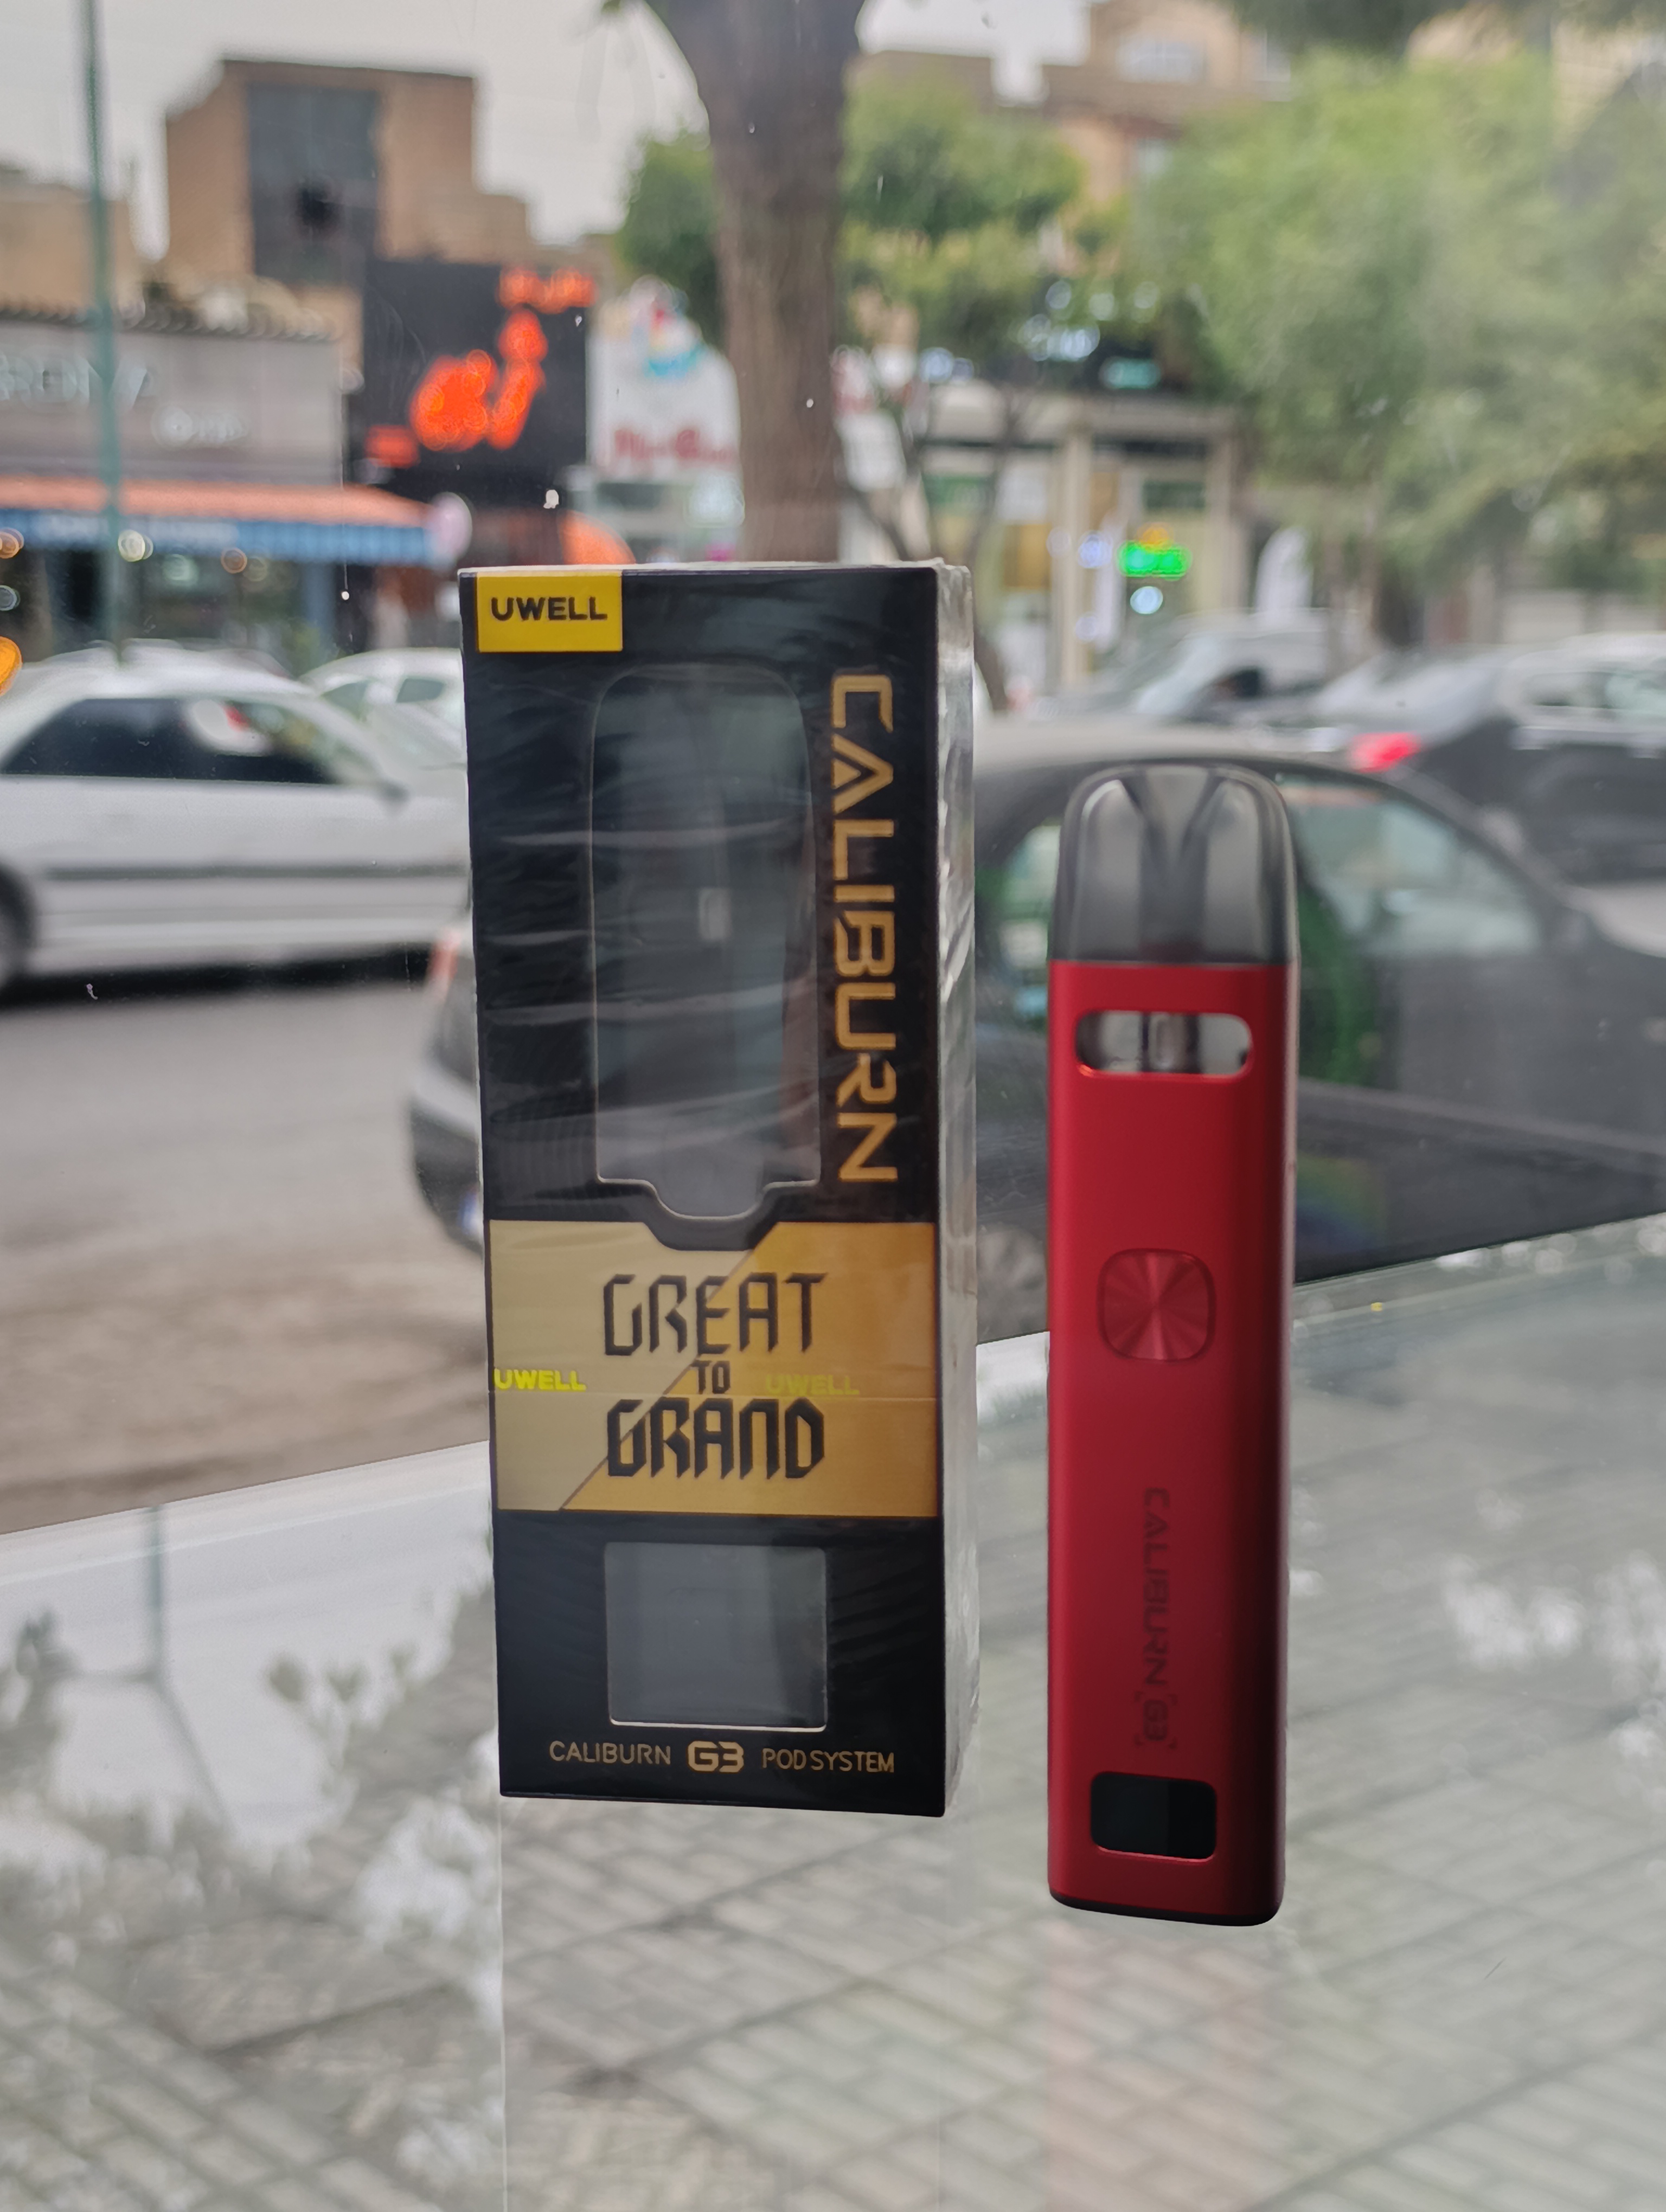 UWELL
CALIBURN
GREAT
TO
UWELL
UWELL
GRAND
CALIBURN G3 POD SYSTEM
CALIBURN G3